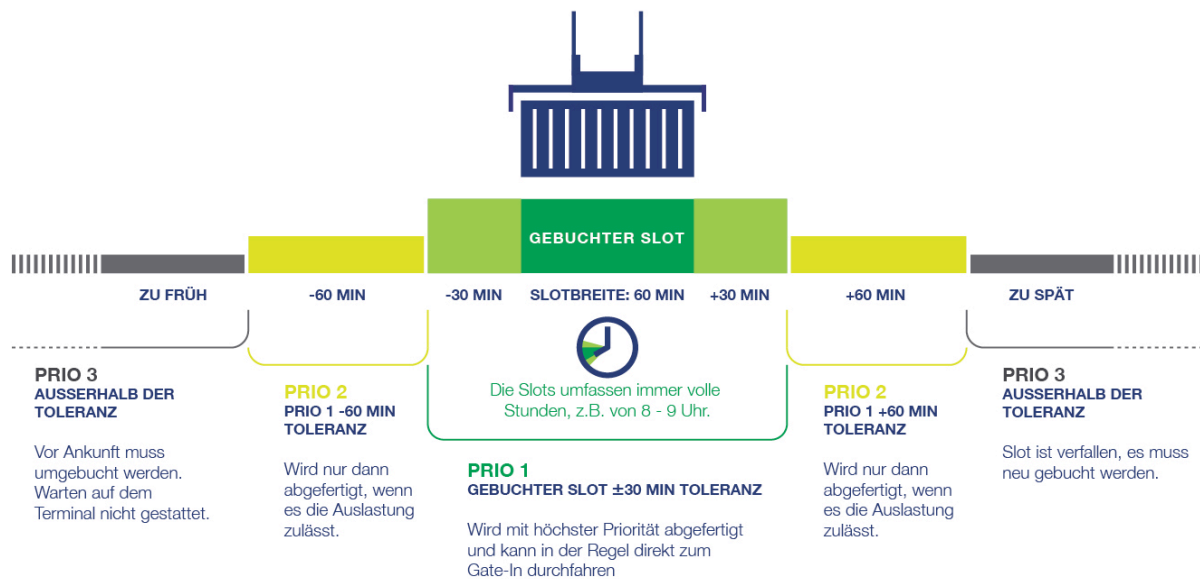 GEBUCHTER SLOT
ZU FRÜH
-60 MIN
-30 MIN
SLOTBREITE: 60 MIN
+30 MIN
+60 MIN
ZU SPÄT
PRIO 3
AUSSERHALB DER
TOLERANZ
Vor Ankunft muss
umgebucht werden.
Warten auf dem
Terminal nicht gestattet.
PRIO 2
PRIO 1 -60 MIN
TOLERANZ
Wird nur dann
abgefertigt, wenn
es die Auslastung
zulässt.
Die Slots umfassen immer volle
Stunden, z.B. von 8 - 9 Uhr.
PRIO 1
GEBUCHTER SLOT ±30 MIN TOLERANZ
Wird mit höchster Priorität abgefertigt
und kann in der Regel direkt zum
Gate-In durchfahren
PRIO 2
PRIO 1 +60 MIN
TOLERANZ
Wird nur dann
abgefertigt, wenn
es die Auslastung
zulässt.
PRIO 3
AUSSERHALB DER
TOLERANZ
Slot ist verfallen, es muss
neu gebucht werden.